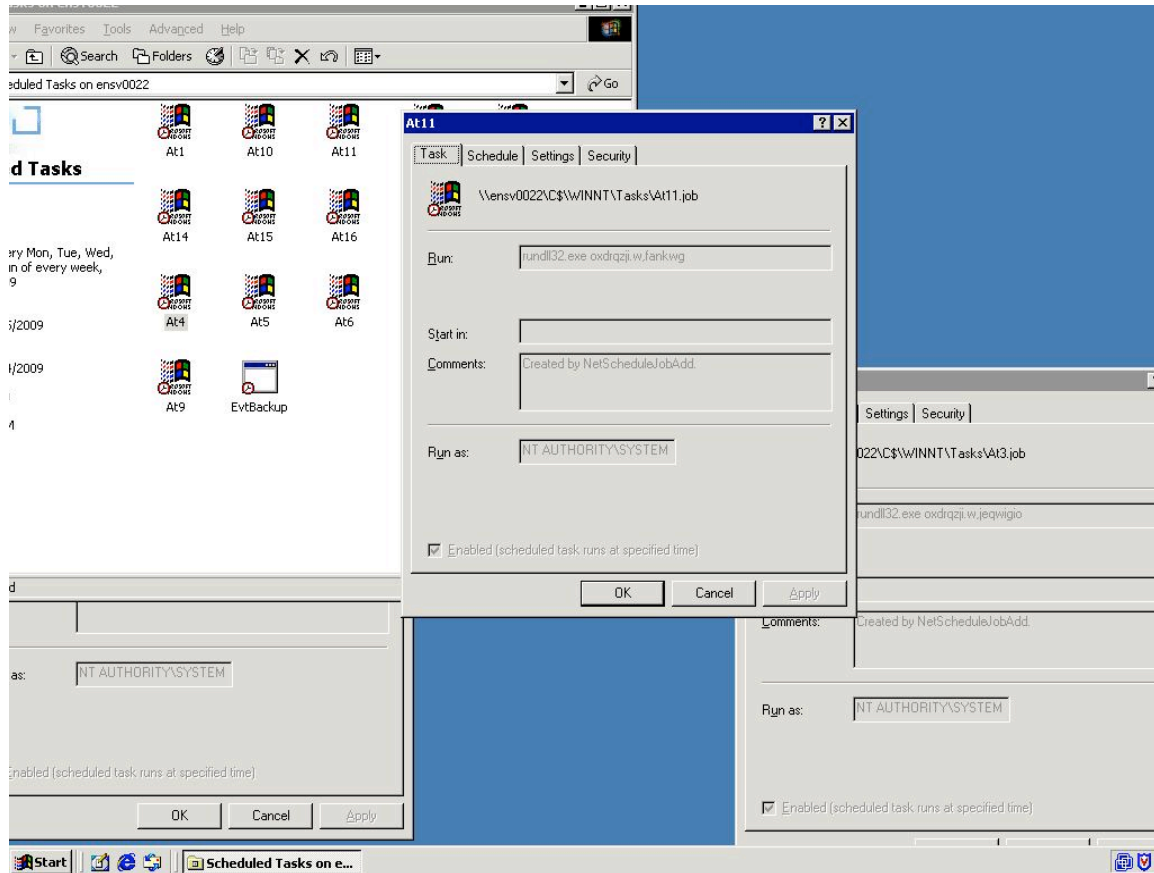 Favorites Tools Advanced Help
Search Folders
eduled Tasks on ensv0022
Go
At1 At10 At11
d Tasks
At14 At15 At16
ery Mon, Tue, Wed,
un of every week,
9
At4 At5 At6
5/2009
/2009
At9 EvtBackup
M
d
as: NT AUTHORITY\SYSTEM
Enabled (scheduled task runs at specified time)
OK Cancel Apply
At11
Task Schedule Settings Security
\\ensv0022\C$\WINNT\Tasks\At11.job
Run: rundll32.exe oxdrqzji.w,fankwg
Start in:
Comments: Created by NetScheduleJobAdd.
Run as: NT AUTHORITY\SYSTEM
Enabled (scheduled task runs at specified time)
OK Cancel Apply
Settings Security
022\C$\WINNT\Tasks\At3.job
rundll32.exe oxdrqzji.w,jeqwigio
Comments: Created by NetScheduleJobAdd.
Run as: NT AUTHORITY\SYSTEM
Enabled (scheduled task runs at specified time)
Start Scheduled Tasks on e...